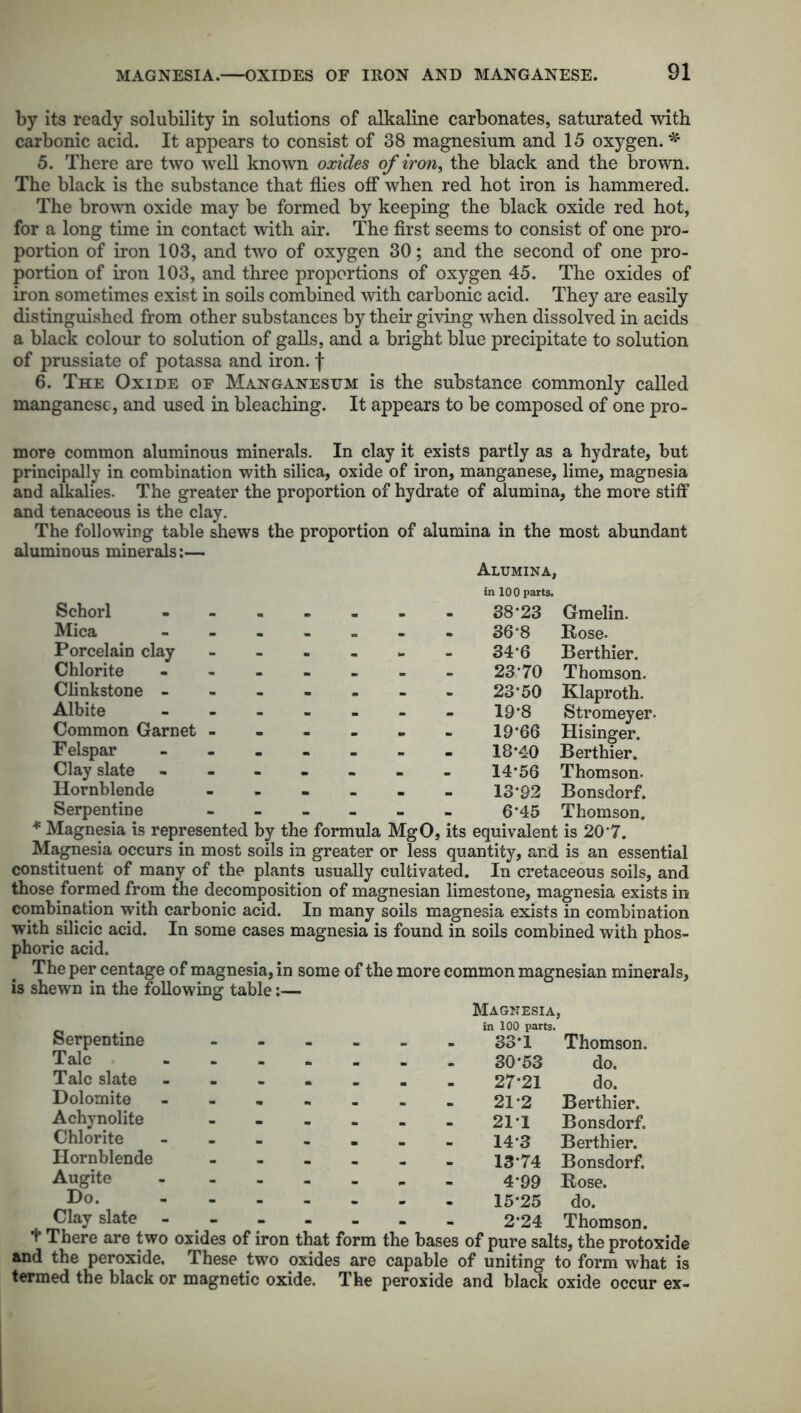 MAGNESIA.—OXIDES OF IRON AND MANGANESE. 91
by its ready solubility in solutions of alkaline carbonates, saturated with
carbonic acid. It appears to consist of 38 magnesium and 15 oxygen. *
5. There are two well known oxides of iron, the black and the brown.
The black is the substance that flies off when red hot iron is hammered.
The brown oxide may be formed by keeping the black oxide red hot,
for a long time in contact with air. The first seems to consist of one pro-
portion of iron 103, and two of oxygen 30; and the second of one pro-
portion of iron 103, and three proportions of oxygen 45. The oxides of
iron sometimes exist in soils combined with carbonic acid. They are easily
distinguished from other substances by their giving when dissolved in acids
a black colour to solution of galls, and a bright blue precipitate to solution
of prussiate of potassa and iron. †
6. The Oxide of Manganesum is the substance commonly called
manganese, and used in bleaching. It appears to be composed of one pro-
more common aluminous minerals. In clay it exists partly as a hydrate, but
principally in combination with silica, oxide of iron, manganese, lime, magnesia
and alkalies. The greater the proportion of hydrate of alumina, the more stiff
and tenaceous is the clay.
The following table shews the proportion of alumina in the most abundant
aluminous minerals:—
Alumina,
in 100 parts.
Schorl - - - - - - - 38·23 Gmelin.
Mica - - - - - - - 36·8 Rose.
Porcelain clay - - - - - - 34·6 Berthier.
Chlorite - - - - - - - 23·70 Thomson.
Clinkstone - - - - - - - 23·50 Klaproth.
Albite - - - - - - - 19·8 Stromeyer.
Common Garnet - - - - - - 19·66 Hisinger.
Felspar - - - - - - - 18·40 Berthier.
Clay slate - - - - - - - 14·56 Thomson.
Hornblende - - - - - - 13·92 Bonsdorf.
Serpentine - - - - - - 6·45 Thomson.
* Magnesia is represented by the formula MgO, its equivalent is 20·7.
Magnesia occurs in most soils in greater or less quantity, and is an essential
constituent of many of the plants usually cultivated. In cretaceous soils, and
those formed from the decomposition of magnesian limestone, magnesia exists in
combination with carbonic acid. In many soils magnesia exists in combination
with silicic acid. In some cases magnesia is found in soils combined with phos-
phoric acid.
The per centage of magnesia, in some of the more common magnesian minerals,
is shewn in the following table:—
Magnesia,
in 100 parts.
Serpentine - - - - - - 33·1 Thomson.
Talc - - - - - - - 30·53 do.
Talc slate - - - - - - - 27·21 do.
Dolomite - - - - - - - 21·2 Berthier.
Achynolite - - - - - - 21·1 Bonsdorf.
Chlorite - - - - - - - 14·3 Berthier.
Hornblende - - - - - - 13·74 Bonsdorf.
Augite - - - - - - - 4·99 Rose.
Do. - - - - - - - 15·25 do.
Clay slate - - - - - - - 2·24 Thomson.
† There are two oxides of iron that form the bases of pure salts, the protoxide
and the peroxide. These two oxides are capable of uniting to form what is
termed the black or magnetic oxide. The peroxide and black oxide occur ex-